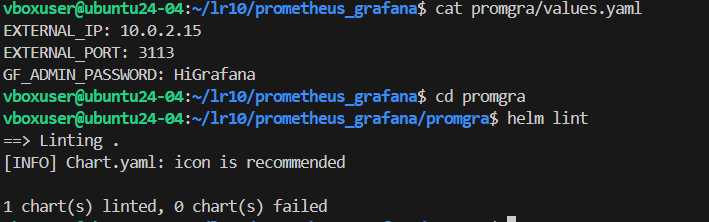 vboxuser@ubuntu24-04:~/lr10/prometheus_grafana$ cat promgra/values.yaml
EXTERNAL_IP: 10.0.2.15
EXTERNAL_PORT: 3113
GF_ADMIN_PASSWORD: HiGrafana
vboxuser@ubuntu24-04:~/lr10/prometheus_grafana$ cd promgra
vboxuser@ubuntu24-04:~/lr10/prometheus_grafana/promgra$ helm lint
==> Linting .
[INFO] Chart.yaml: icon is recommended

1 chart(s) linted, 0 chart(s) failed